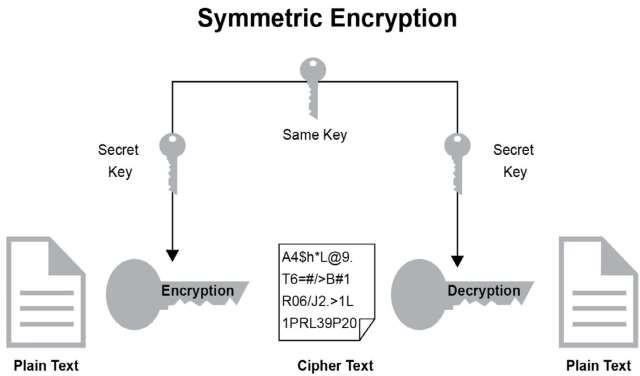 Symmetric Encryption
Same Key
Secret
Key
Secret
Key
A4$h*L@9.
T6=#/>B#1
R06/J2.>1L
1PRL39P20
Encryption
Decryption
Plain Text
Cipher Text
Plain Text